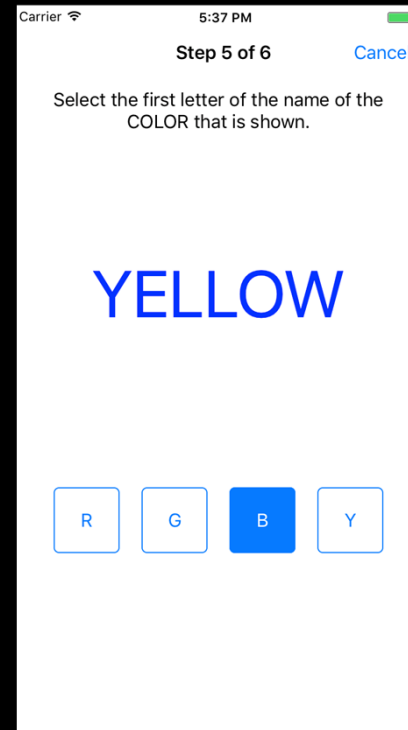 Carrier 5:37 PM
Step 5 of 6 Cance
Select the first letter of the name of the
COLOR that is shown.
YELLOW
R G B Y